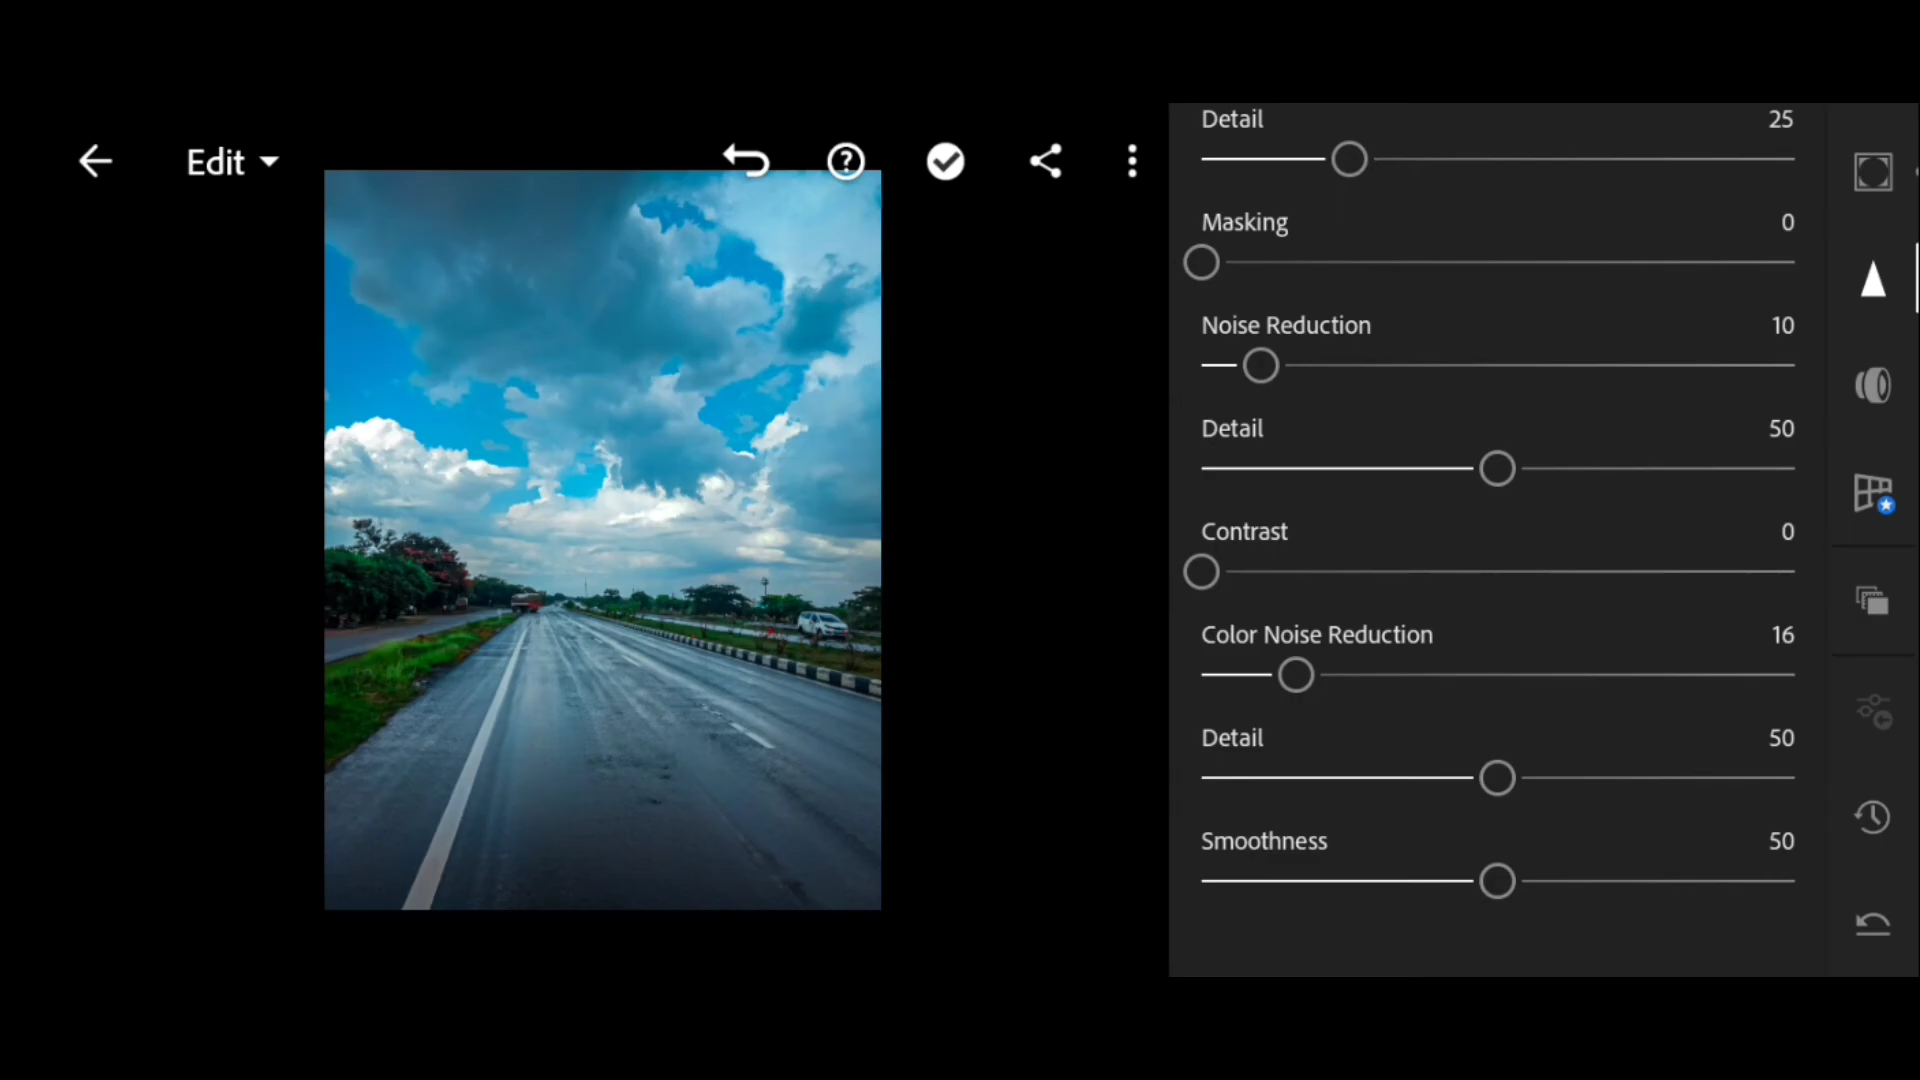 Edit
Detail 25
Masking 0
Noise Reduction 10
Detail 50
Contrast 0
Color Noise Reduction 16
Detail 50
Smoothness 50